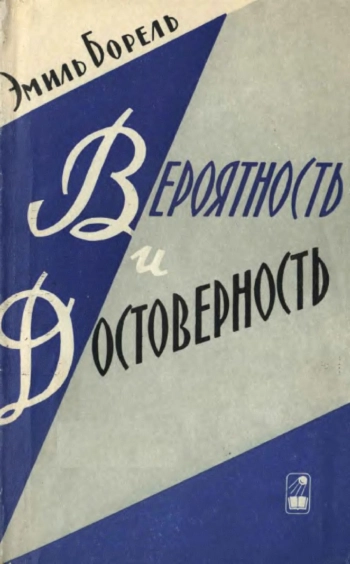 Эмиль Борель
Вероятность
и
Достоверность